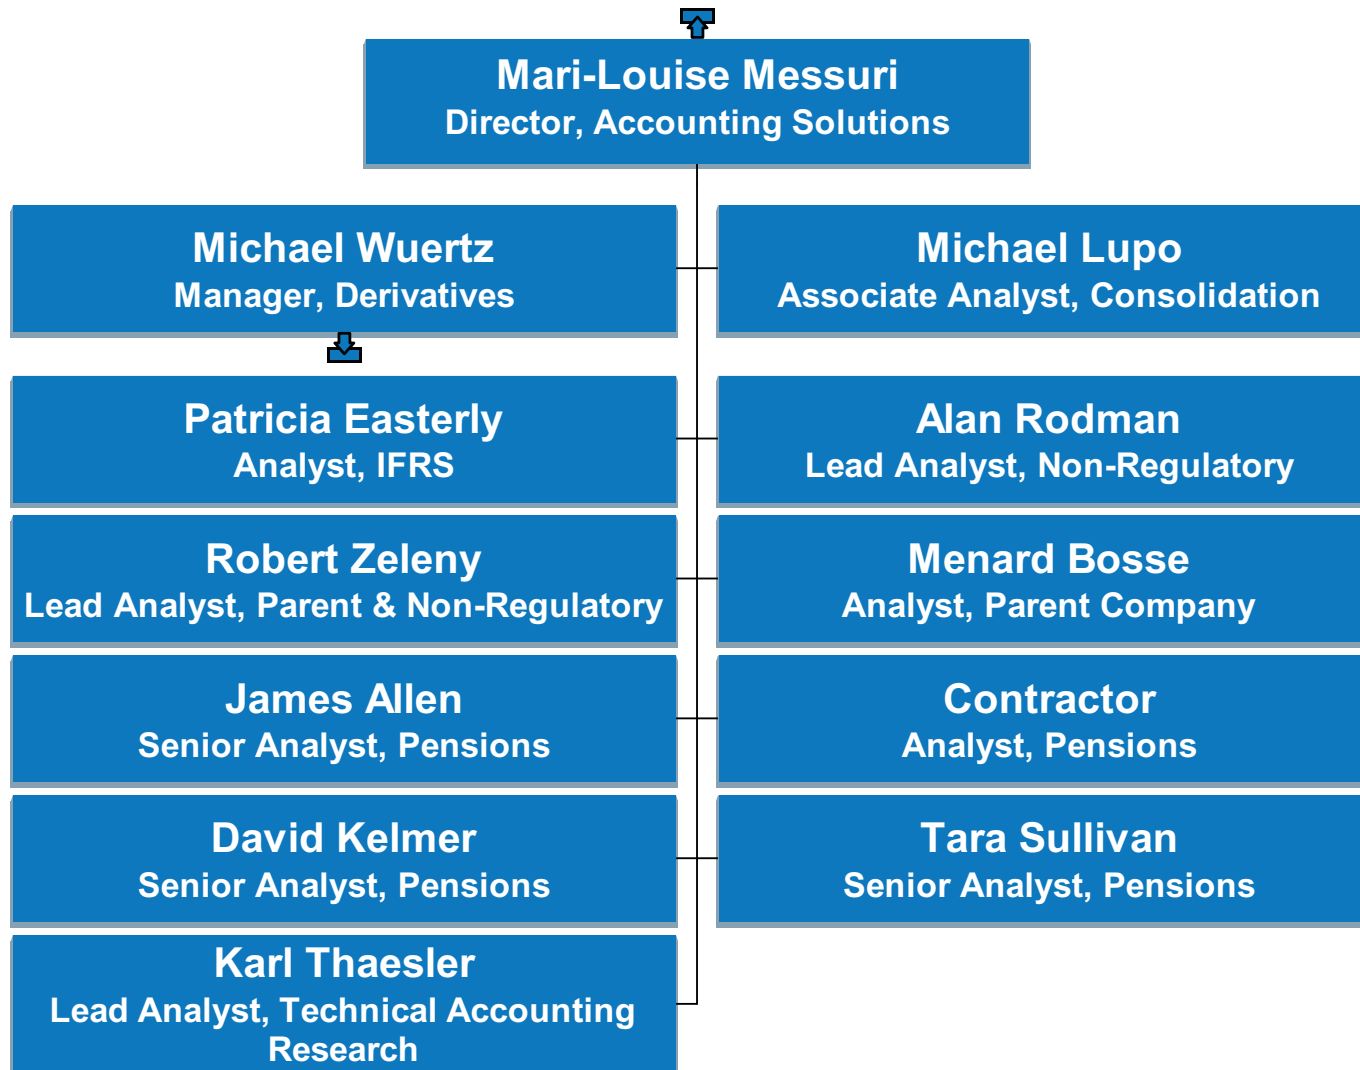 Mari-Louise Messuri
Director, Accounting Solutions
Michael Wuertz
Manager, Derivatives
Michael Lupo
Associate Analyst, Consolidation
Patricia Easterly
Analyst, IFRS
Alan Rodman
Lead Analyst, Non-Regulatory
Robert Zeleny
Lead Analyst, Parent & Non-Regulatory
Menard Bosse
Analyst, Parent Company
James Allen
Senior Analyst, Pensions
Contractor
Analyst, Pensions
David Kelmer
Senior Analyst, Pensions
Tara Sullivan
Senior Analyst, Pensions
Karl Thaesler
Lead Analyst, Technical Accounting
Research